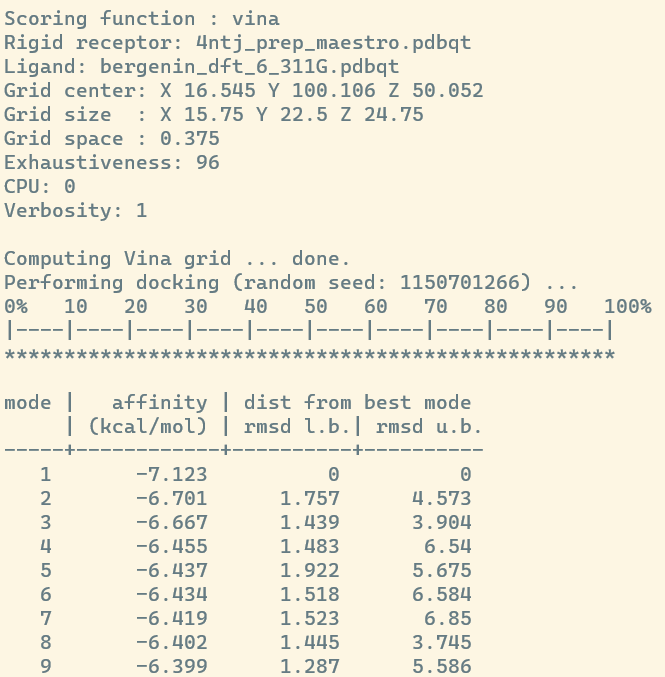 Scoring function : vina
Rigid receptor: 4ntj_prep_maestro.pdbqt
Ligand: bergenin_dft_6_311G.pdbqt
Grid center: X 16.545 Y 100.106 Z 50.052
Grid size  : X 15.75 Y 22.5 Z 24.75
Grid space : 0.375
Exhaustiveness: 96
CPU: 0
Verbosity: 1

Computing Vina grid ... done.
Performing docking (random seed: 1150701266) ...
0%   10   20   30   40   50   60   70   80   90   100%
|----|----|----|----|----|----|----|----|----|----|
***************************************************

mode |   affinity | dist from best mode
     | (kcal/mol) | rmsd l.b.| rmsd u.b.
-----+------------+----------+----------
   1       -7.123          0          0
   2       -6.701      1.757      4.573
   3       -6.667      1.439      3.904
   4       -6.455      1.483       6.54
   5       -6.437      1.922      5.675
   6       -6.434      1.518      6.584
   7       -6.419      1.523       6.85
   8       -6.402      1.445      3.745
   9       -6.399      1.287      5.586